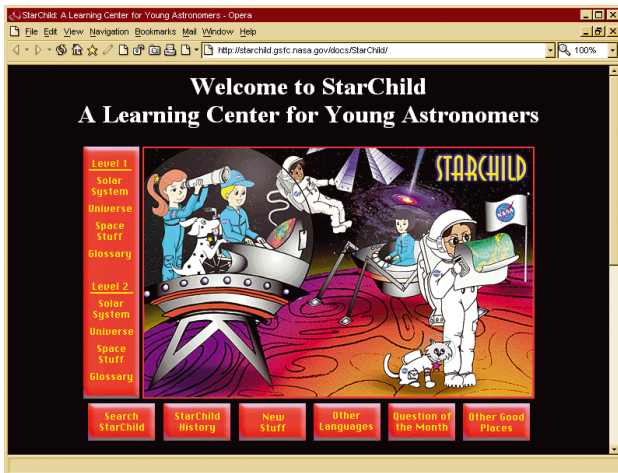 StarChild: A Learning Center for Young Astronomers - Opera
File Edit View Navigation Bookmarks Mail Window Help
http://starchild.gsfc.nasa.gov/docs/StarChild/
100%
Welcome to StarChild
A Learning Center for Young Astronomers
Level 1
Solar
System
Universe
Space
Stuff
Glossary
Level 2
Solar
System
Universe
Space
Stuff
Glossary
STARCHILD
NASA
Search
StarChild
StarChild
History
New
Stuff
Other
Languages
Question of
the Month
Other Good
Places